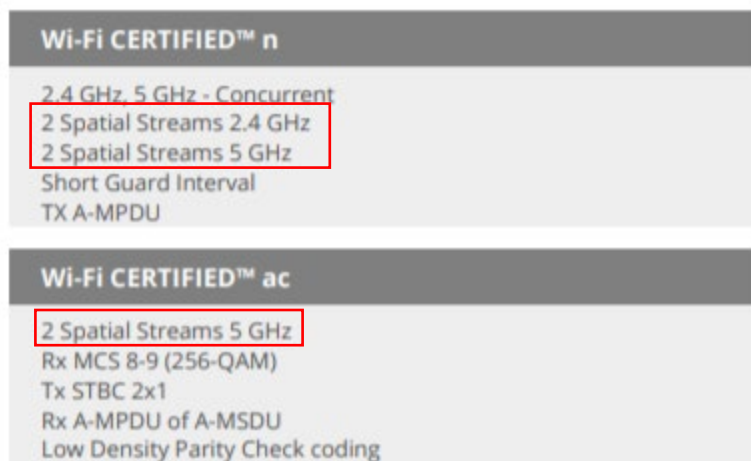 Wi-Fi CERTIFIED™ n
2.4 GHz, 5 GHz - Concurrent
2 Spatial Streams 2.4 GHz
2 Spatial Streams 5 GHz
Short Guard Interval
TX A-MPDU
Wi-Fi CERTIFIED™ ac
2 Spatial Streams 5 GHz
Rx MCS 8-9 (256-QAM)
Tx STBC 2x1
Rx A-MPDU of A-MSDU
Low Density Parity Check coding